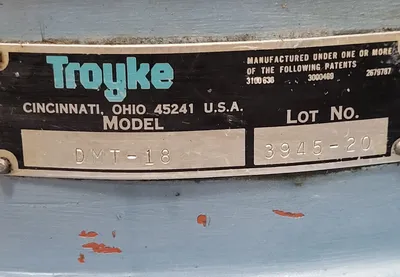 Troyke
MANUFACTURED UNDER ONE OR MORE
OF THE FOLLOWING PATENTS
3180636 3000409 2679787
CINCINNATI, OHIO 45241 U.S.A.
MODEL LOT NO.
DMT-18 3945-20